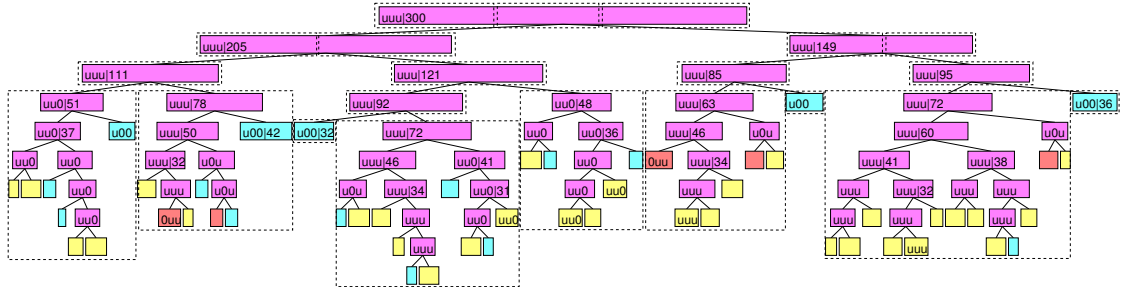 uuu|300
uuu|205 uuu|149
uuu|111 uuu|121 uuu|85 uuu|95
uu0|51 uuu|78 uuu|92 uu0|48 uuu|63 u00 uuu|72 u00|36
uu0|37 u00 uuu|50 u00|42 u00|32 uuu|72 uu0 uu0|36 uuu|46 u0u uuu|60 u0u
uu0 uu0 uuu|32 u0u uuu|46 uu0|41 uu0 0uu uuu|34 uuu|41 uuu|38
uu0 uuu u0u u0u uuu|34 uu0|31 uu0 uu0 uuu uuu uuu|32 uuu uuu
uu0 0uu uuu uu0 uu0 uu0 uuu uuu uuu uuu
uuu uuu